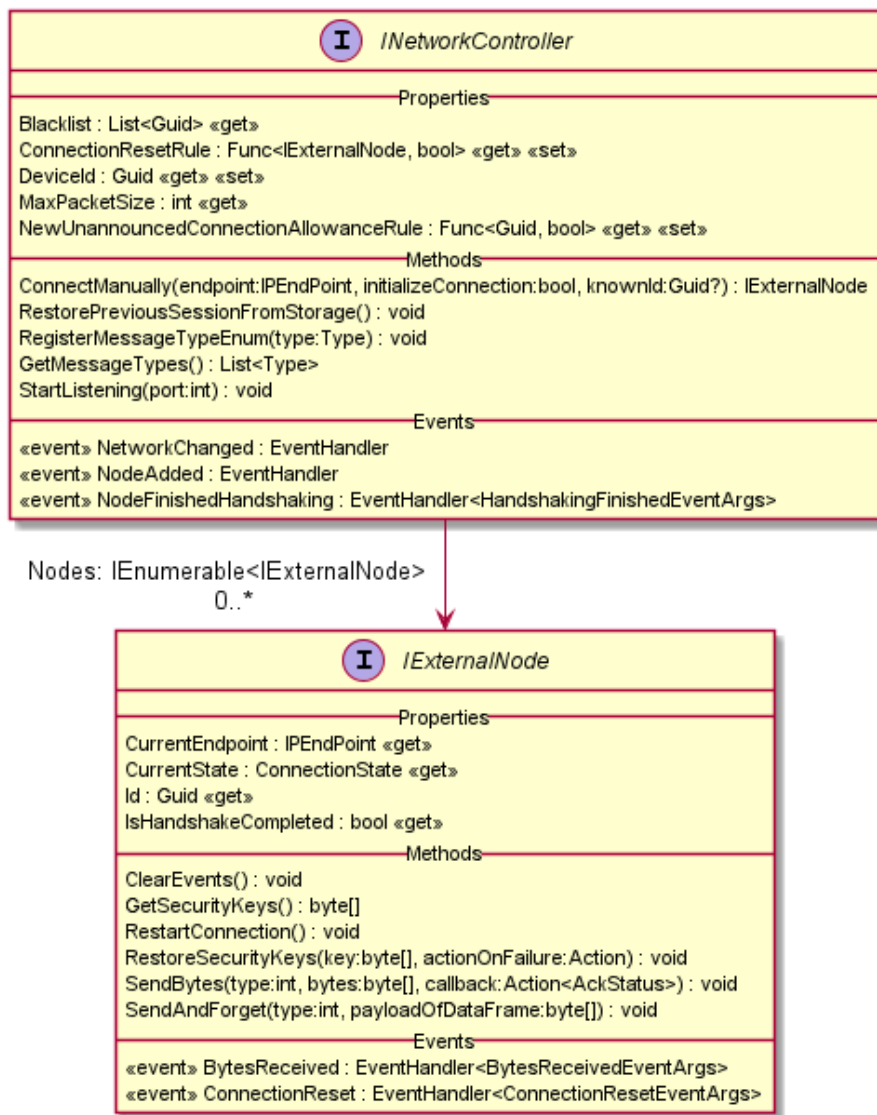 I INetworkController
Properties
Blacklist : List<Guid> «get»
ConnectionResetRule : Func<IExternalNode, bool> «get» «set»
DeviceId : Guid «get» «set»
MaxPacketSize : int «get»
NewUnannouncedConnectionAllowanceRule : Func<Guid, bool> «get» «set»
Methods
ConnectManually(endpoint:IPEndPoint, initializeConnection:bool, knownId:Guid?) : IExternalNode
RestorePreviousSessionFromStorage() : void
RegisterMessageTypeEnum(type:Type) : void
GetMessageTypes() : List<Type>
StartListening(port:int) : void
Events
«event» NetworkChanged : EventHandler
«event» NodeAdded : EventHandler
«event» NodeFinishedHandshaking : EventHandler<HandshakingFinishedEventArgs>
Nodes: IEnumerable<IExternalNode>
0..*
I IExternalNode
Properties
CurrentEndpoint : IPEndPoint «get»
CurrentState : ConnectionState «get»
Id : Guid «get»
IsHandshakeCompleted : bool «get»
Methods
ClearEvents() : void
GetSecurityKeys() : byte[]
RestartConnection() : void
RestoreSecurityKeys(key:byte[], actionOnFailure:Action) : void
SendBytes(type:int, bytes:byte[], callback:Action<AckStatus>) : void
SendAndForget(type:int, payloadOfDataFrame:byte[]) : void
Events
«event» BytesReceived : EventHandler<BytesReceivedEventArgs>
«event» ConnectionReset : EventHandler<ConnectionResetEventArgs>